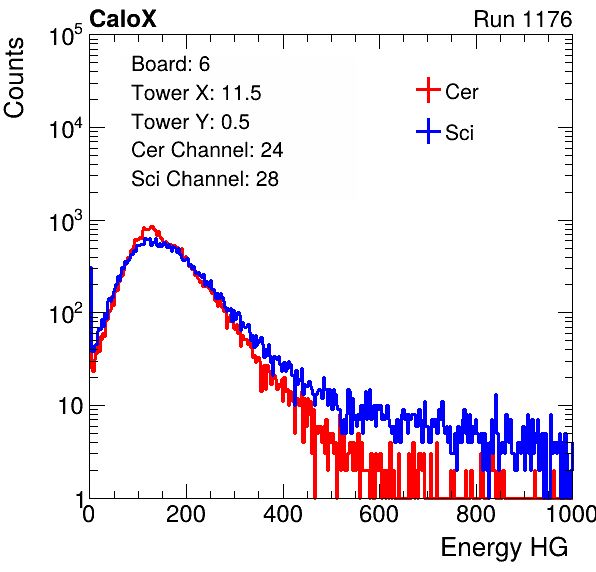 CaloX Run 1176
Counts
10^5
10^4
10^3
10^2
10
1
Board: 6
Tower X: 11.5
Tower Y: 0.5
Cer Channel: 24
Sci Channel: 28
Cer
Sci
0 200 400 600 800 1000
Energy HG